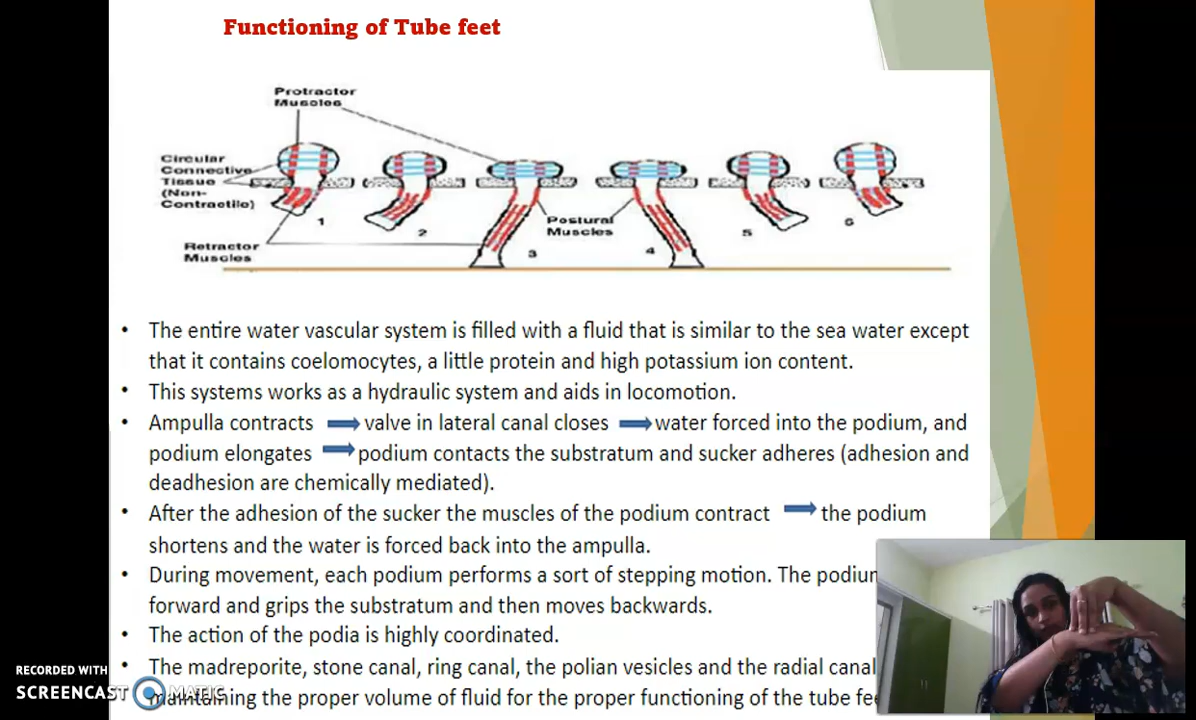 Functioning of Tube feet
Protractor
Muscles
Circular
Connective
Tissue
(Non-
Contractile)
Retractor
Muscles
Postural
Muscles
1
2
3
4
5
6
• The entire water vascular system is filled with a fluid that is similar to the sea water except
that it contains coelomocytes, a little protein and high potassium ion content.
• This systems works as a hydraulic system and aids in locomotion.
• Ampulla contracts ➡ valve in lateral canal closes ➡ water forced into the podium, and
podium elongates ➡ podium contacts the substratum and sucker adheres (adhesion and
deadhesion are chemically mediated).
• After the adhesion of the sucker the muscles of the podium contract ➡ the podium
shortens and the water is forced back into the ampulla.
• During movement, each podium performs a sort of stepping motion. The
forward and grips the substratum and then moves backwards.
• The action of the podia is highly coordinated.
• The madreporite, stone canal, ring canal, the polian vesicles and the radial canal
maintaining the proper volume of fluid for the proper functioning of the tube
RECORDED WITH
SCREENCAST MATIC